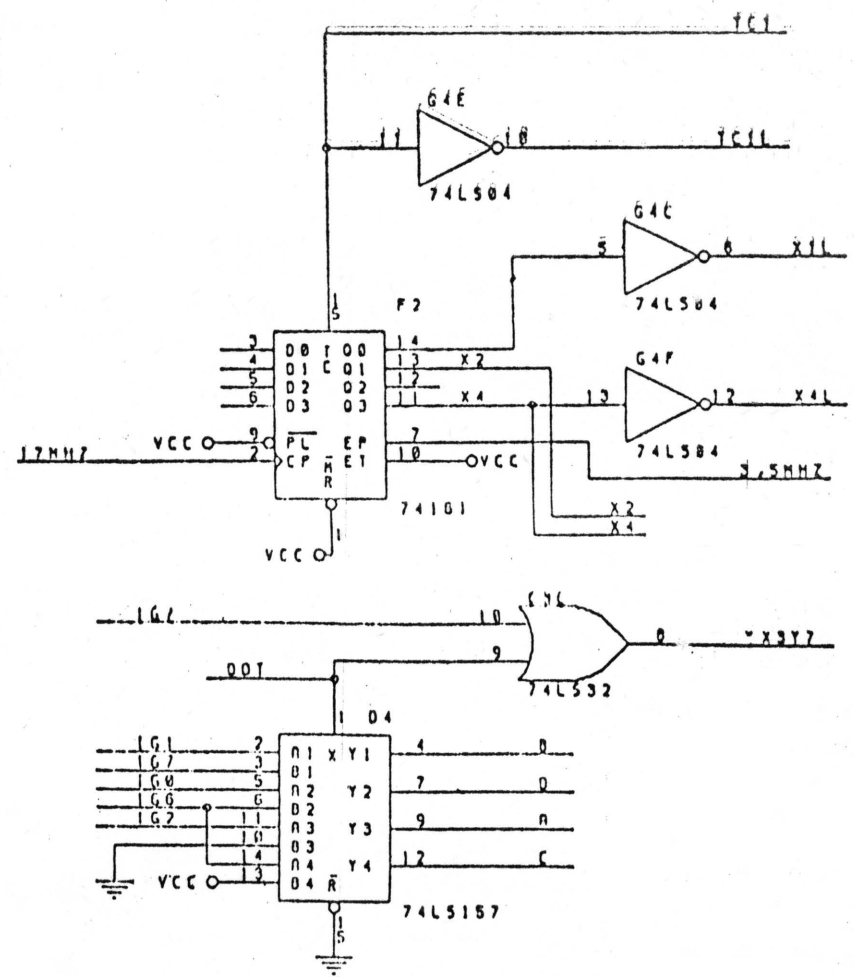 TC1
G4E
11
10
TC1L
74LS04
G4C
5
6
X1L
74LS04
15
F2
3 D0 TC Q0 14
4 D1 Q1 13 X2
5 D2 Q2 12
6 D3 Q3 11 X4
G4F
13
12
X4L
74LS04
VCC 9 PL EP 7
CP ET 10 VCC
2
MR
3,5MHZ
74161
X2
X4
1
VCC
10
9
8
74LS32
DOT
1
D4
2 A1 X Y1 4 B
3 B1
5 A2 Y2 7 D
6 B2
11 A3 Y3 9 A
10 B3
14 A4 Y4 12 C
VCC 13 B4 R
74LS157
15